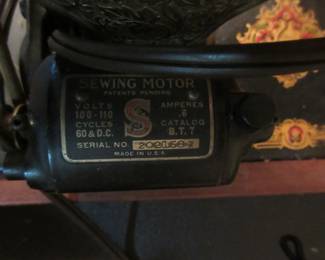 SEWING MOTOR
PATENTS PENDING
VOLTS AMPERES
100-110 S .6
CYCLES CATALOG
60 & D.C. B.T. 7
SERIAL NO.
MADE IN U.S.A.